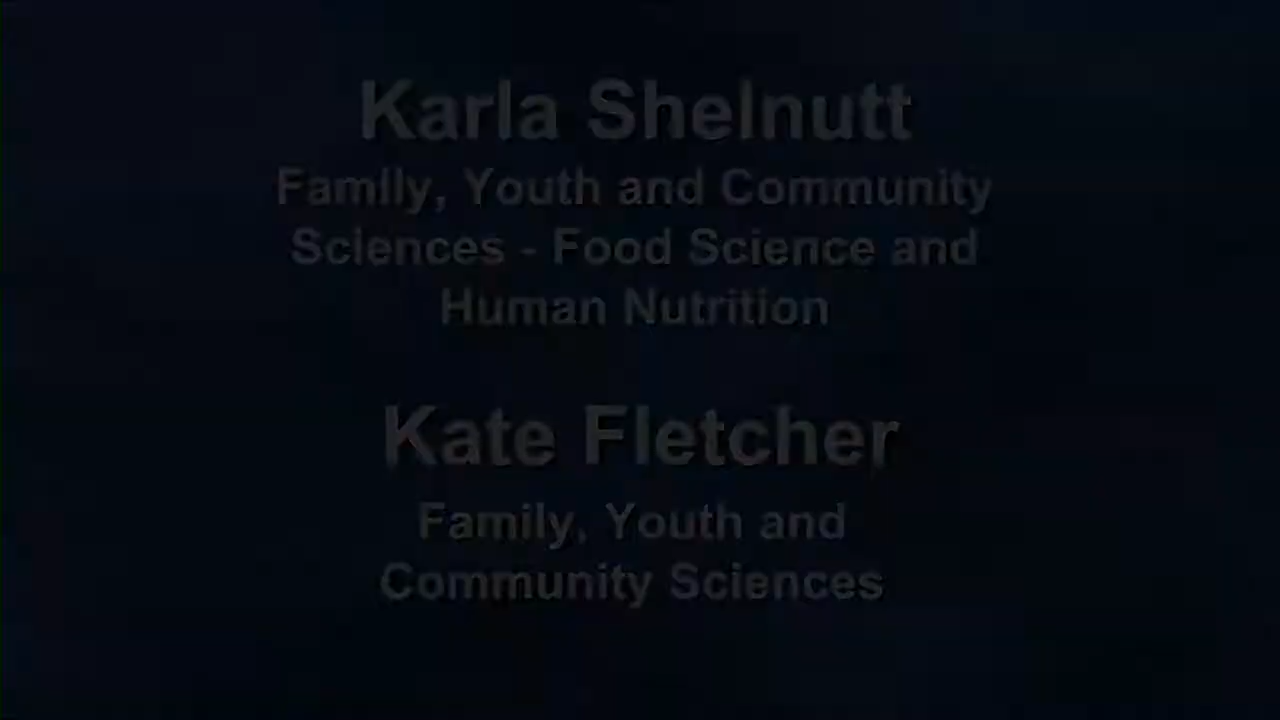 Karla Shelnutt
Family, Youth and Community
Sciences - Food Science and
Human Nutrition
Kate Fletcher
Family, Youth and
Community Sciences